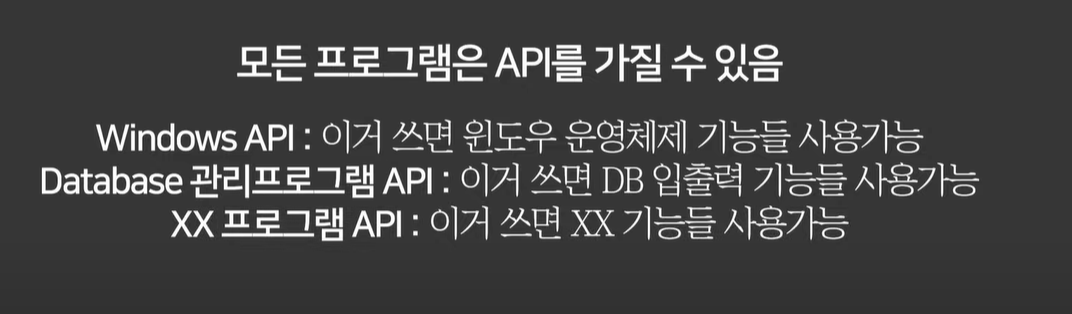 모든 프로그램은 API를 가질 수 있음
Windows API : 이거 쓰면 윈도우 운영체제 기능들 사용가능
Database 관리프로그램 API : 이거 쓰면 DB 입출력 기능들 사용가능
XX 프로그램 API : 이거 쓰면 XX 기능들 사용가능